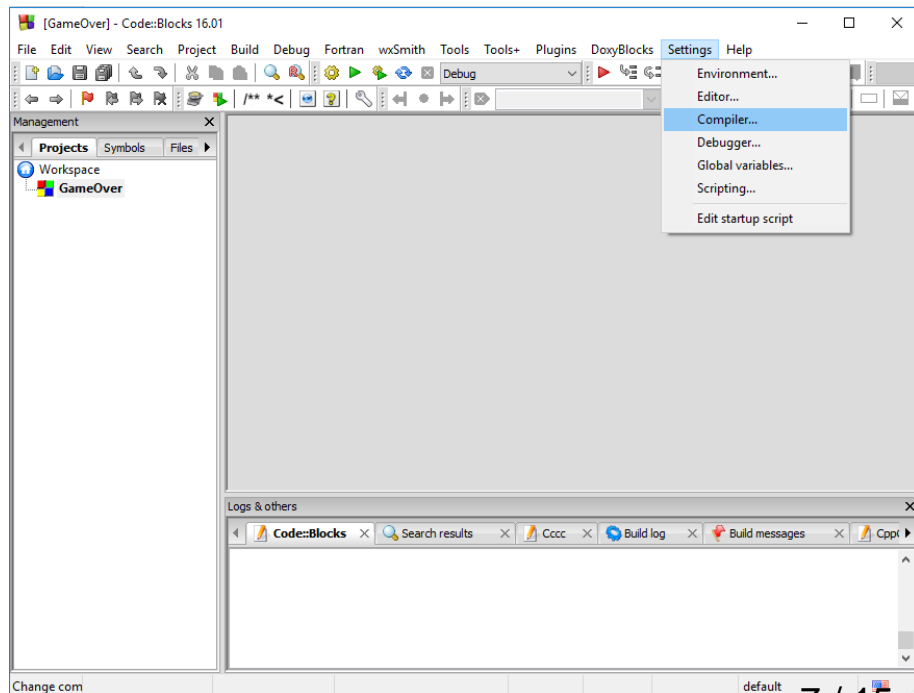 [GameOver] - Code::Blocks 16.01
File Edit View Search Project Build Debug Fortran wxSmith Tools Tools+ Plugins DoxyBlocks Settings Help
Debug
/** *<
Environment...
Editor...
Compiler...
Debugger...
Global variables...
Scripting...
Edit startup script
Management
Projects Symbols Files
Workspace
GameOver
Logs & others
Code::Blocks Search results Cccc Build log Build messages
Change com
default